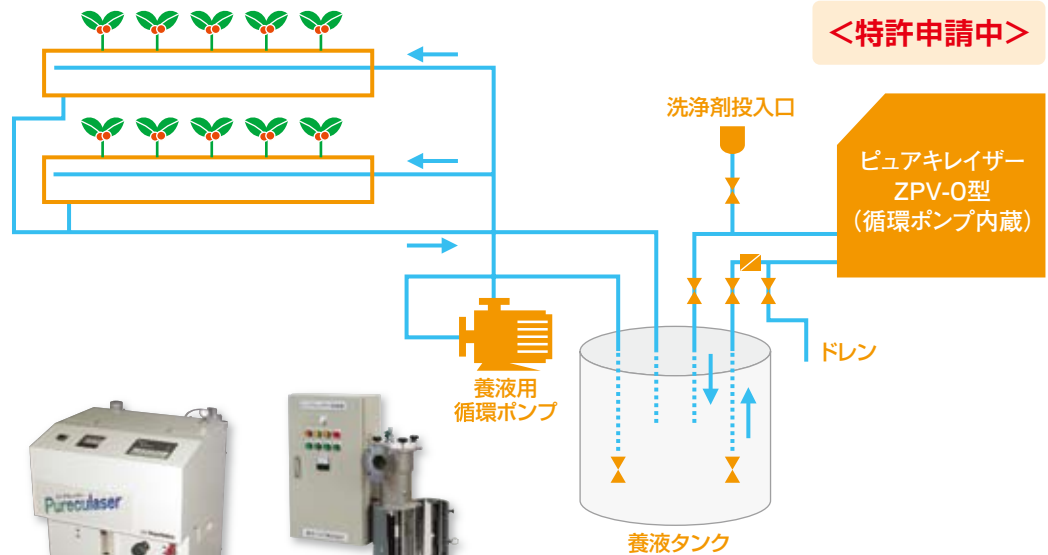 ＜特許申請中＞
洗浄剤投入口
ピュアキレイザー
ZPV-O型
（循環ポンプ内蔵）
ドレン
養液用
循環ポンプ
養液タンク
Pureculaser